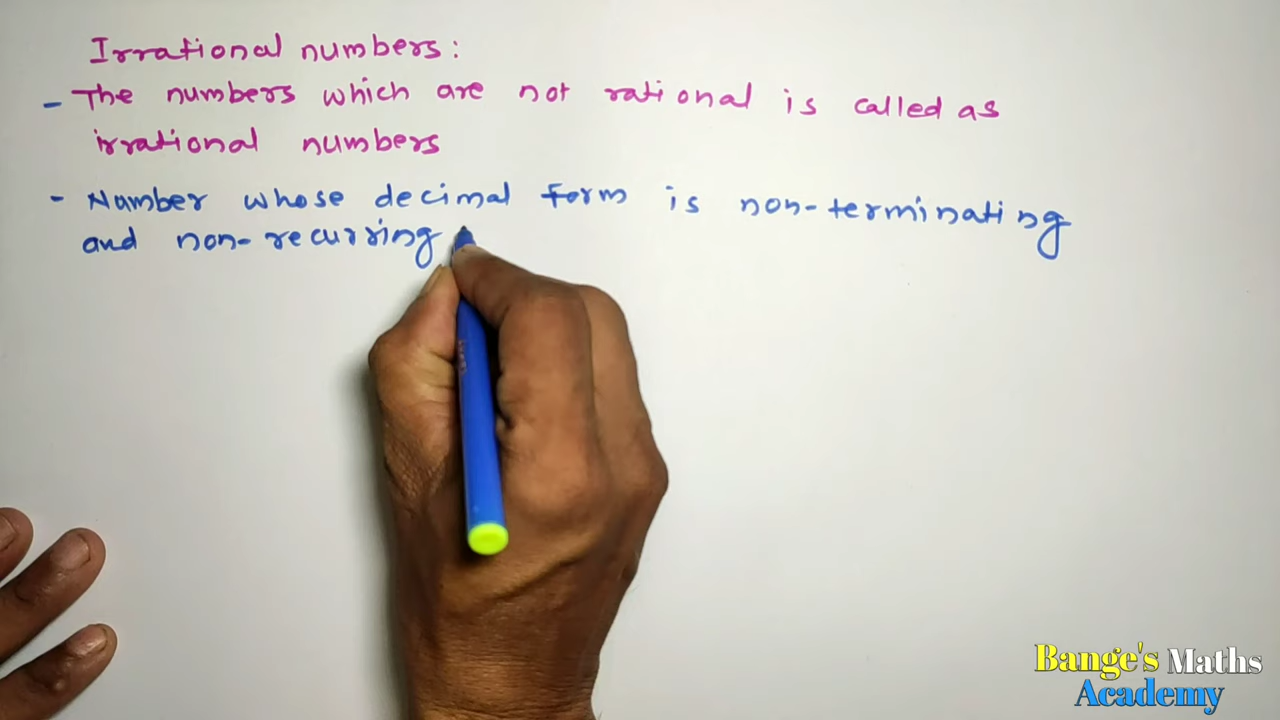 Irrational numbers:
- The numbers which are not rational is called as
irrational numbers
- Number whose decimal form is non-terminating
and non-recurring
Bange's Maths
Academy